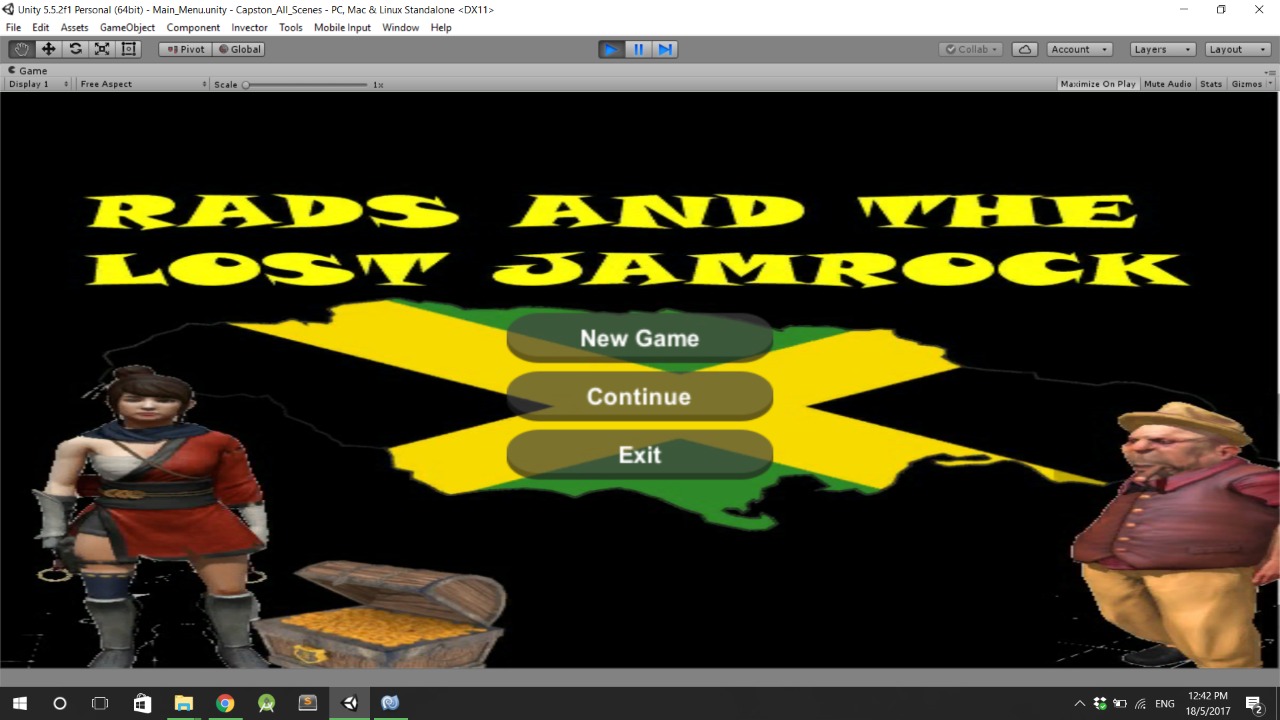 Unity 5.5.2f1 Personal (64bit) - Main_Menu.unity - Capston_All_Scenes - PC, Mac & Linux Standalone <DX11>
File Edit Assets GameObject Component Invector Tools Mobile Input Window Help
Pivot Global Collab Account Layers Layout
Game
Display 1 Free Aspect Scale 1x Maximize On Play Mute Audio Stats Gizmos
RADS AND THE
LOST JAMROCK
New Game
Continue
Exit
ENG 12:42 PM
18/5/2017 2